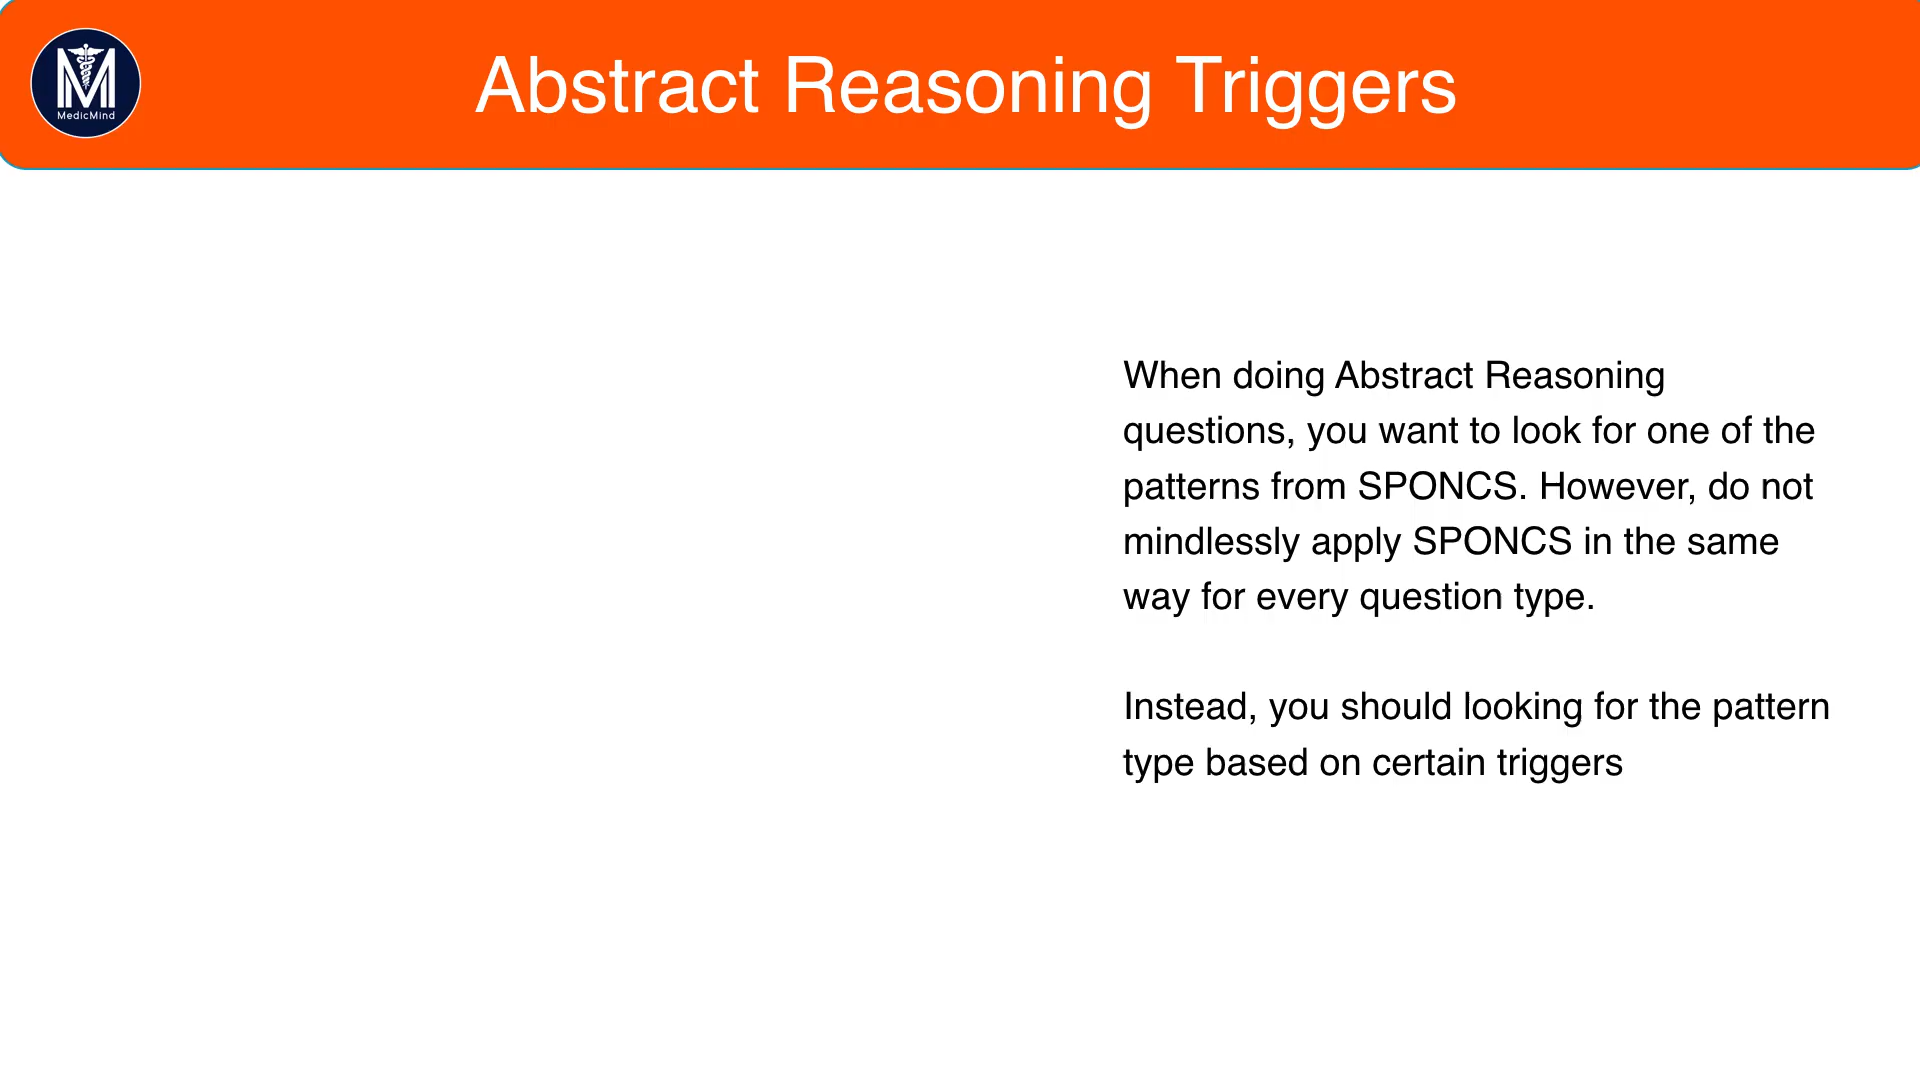 Abstract Reasoning Triggers
MedicMind
When doing Abstract Reasoning
questions, you want to look for one of the
patterns from SPONCS. However, do not
mindlessly apply SPONCS in the same
way for every question type.
Instead, you should looking for the pattern
type based on certain triggers